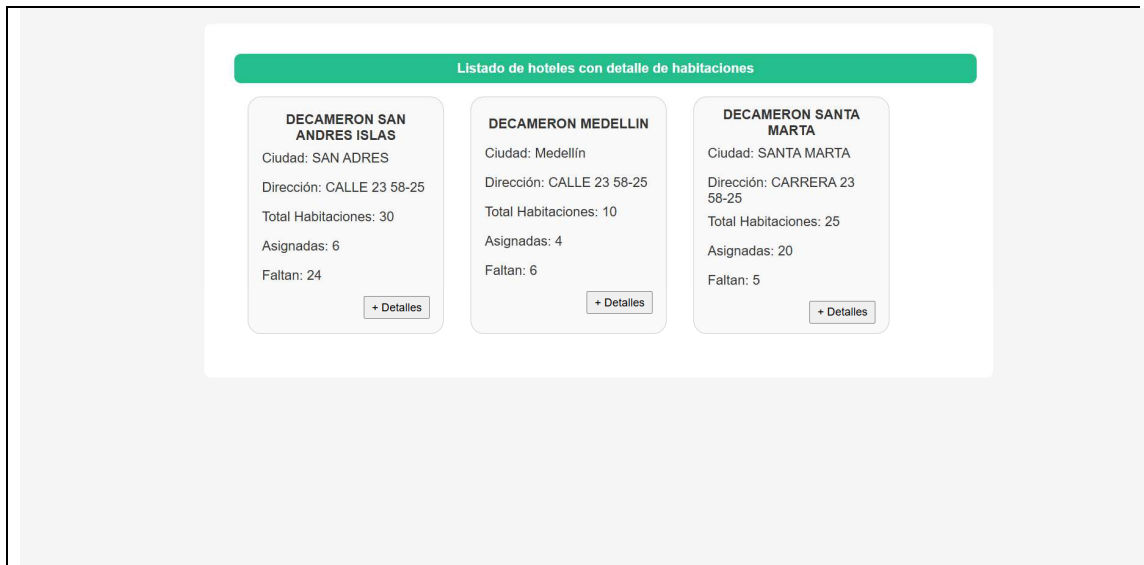 Listado de hoteles con detalle de habitaciones
DECAMERON SAN
ANDRES ISLAS
Ciudad: SAN ADRES
Dirección: CALLE 23 58-25
Total Habitaciones: 30
Asignadas: 6
Faltan: 24
+ Detalles
DECAMERON MEDELLIN
Ciudad: Medellín
Dirección: CALLE 23 58-25
Total Habitaciones: 10
Asignadas: 4
Faltan: 6
+ Detalles
DECAMERON SANTA
MARTA
Ciudad: SANTA MARTA
Dirección: CARRERA 23
58-25
Total Habitaciones: 25
Asignadas: 20
Faltan: 5
+ Detalles